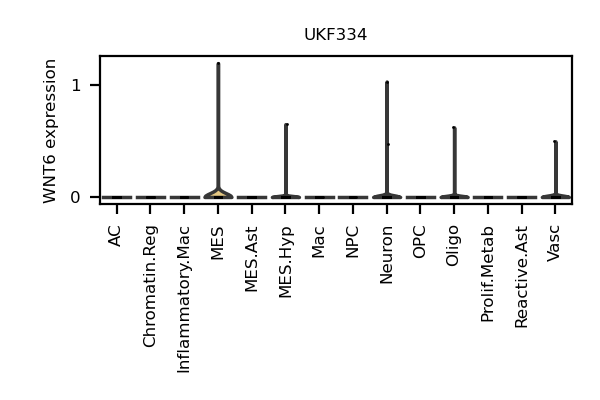 UKF334
WNT6 expression
1
0
AC
Chromatin.Reg
Inflammatory.Mac
MES
MES.Ast
MES.Hyp
Mac
NPC
Neuron
OPC
Oligo
Prolif.Metab
Reactive.Ast
Vasc